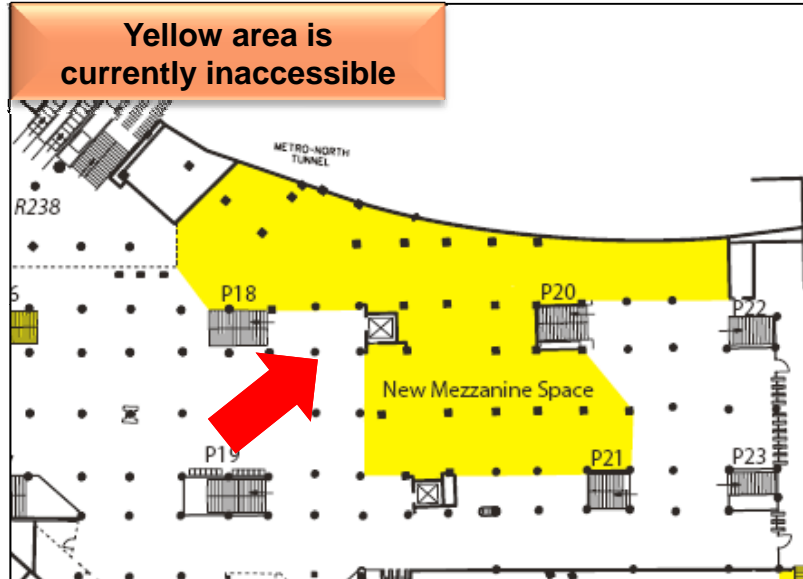 Yellow area is
currently inaccessible
METRO-NORTH
TUNNEL
R238
P18
P20
P22
New Mezzanine Space
P19
P21
P23